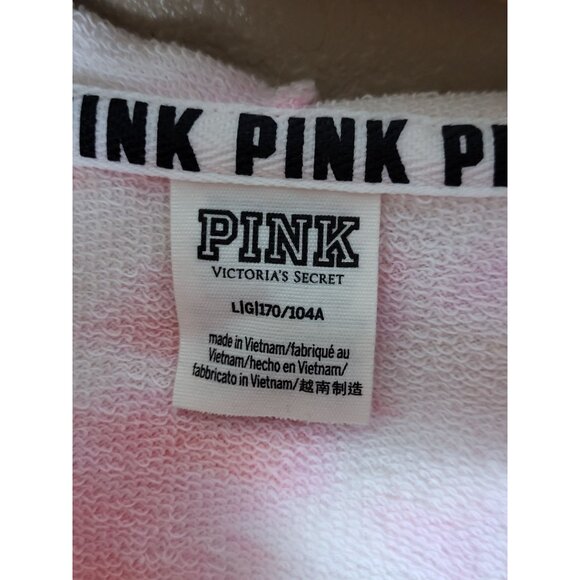 INK PINK PI
PINK
VICTORIA'S SECRET
L|G|170/104A
made in Vietnam/fabriqué au
Vietnam/hecho en Vietnam/
fabbricato in Vietnam/越南制造